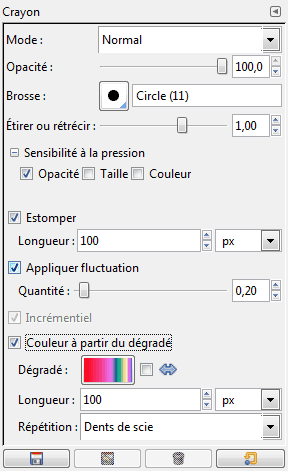 Crayon
Mode : Normal
Opacité : 100,0
Brosse : Circle (11)
Étirer ou rétrécir : 1,00
Sensibilité à la pression
Opacité Taille Couleur
Estomper
Longueur : 100 px
Appliquer fluctuation
Quantité : 0,20
Incrémentiel
Couleur à partir du dégradé
Dégradé :
Longueur : 100 px
Répétition : Dents de scie